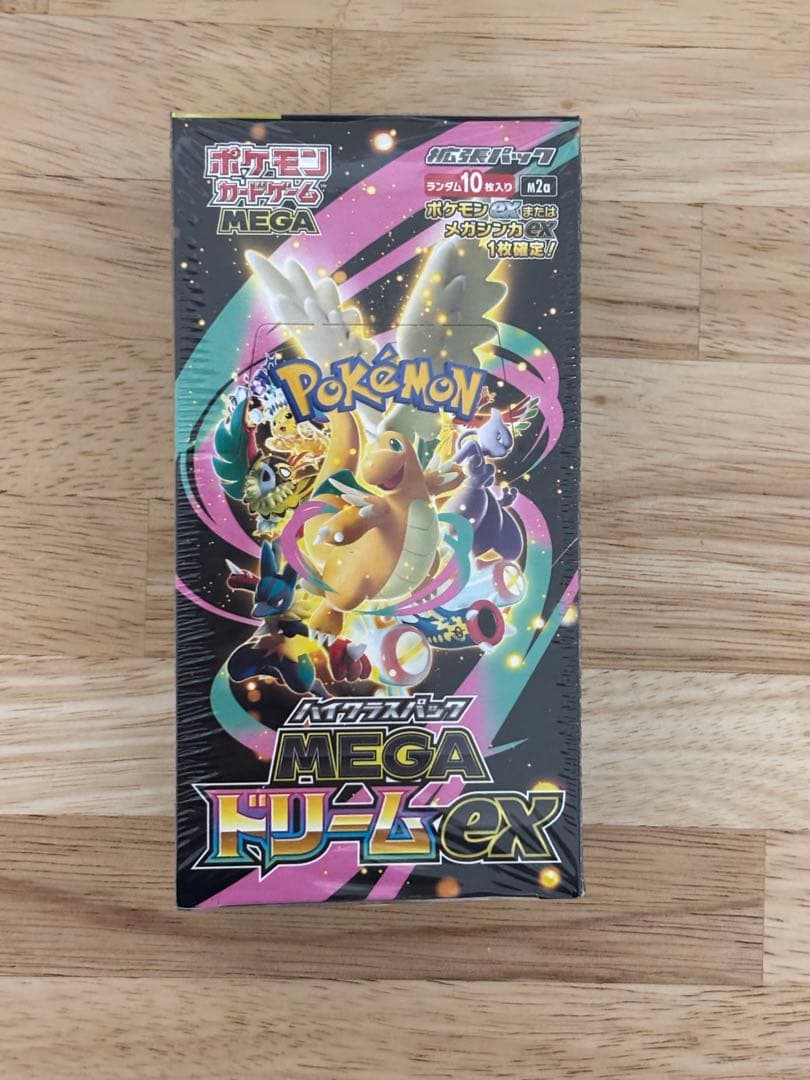 ポケモン
カードゲーム
MEGA
拡張パック
ランダム10枚入り
M2a
ポケモンexまたは
メガシンカex
1枚確定!
POKéMON
ハイクラスパック
MEGA
ドリームex